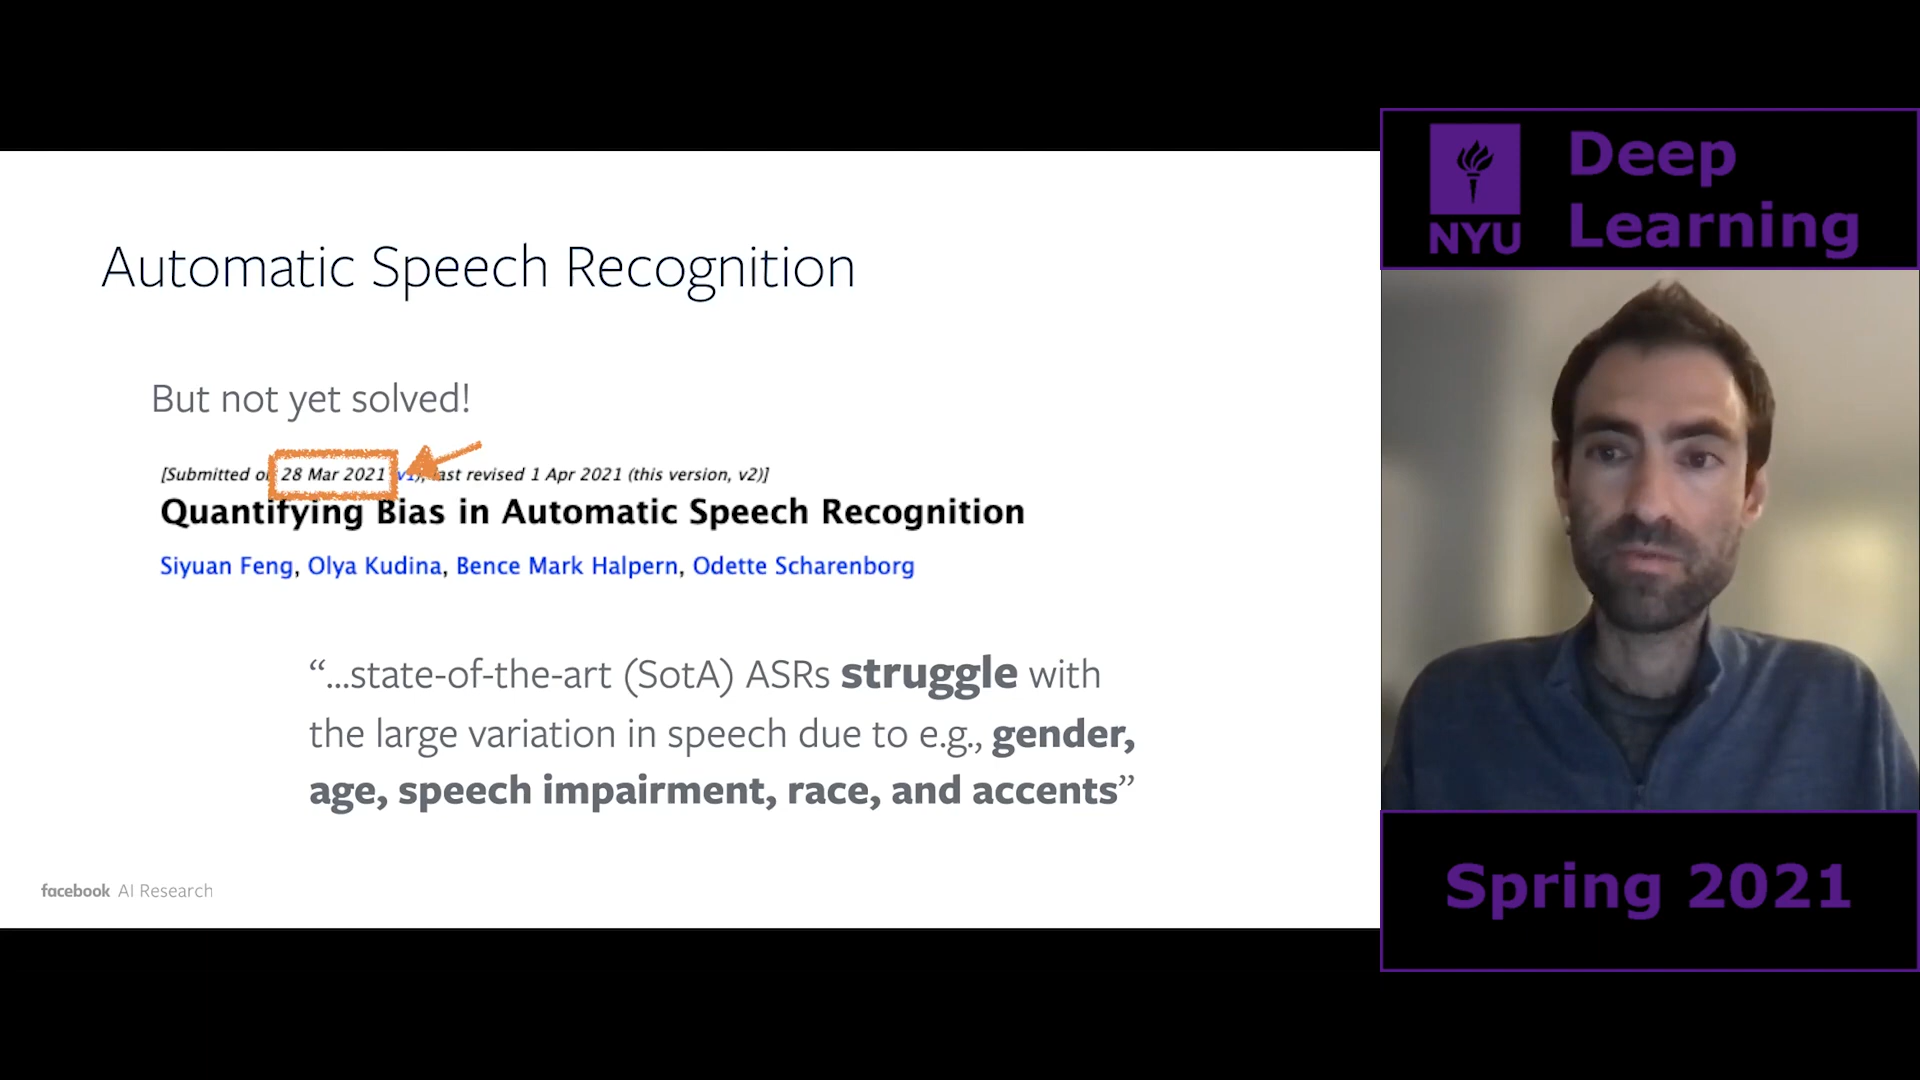 Automatic Speech Recognition
But not yet solved!
[Submitted o 28 Mar 2021 v1), last revised 1 Apr 2021 (this version, v2)]
Quantifying Bias in Automatic Speech Recognition
Siyuan Feng, Olya Kudina, Bence Mark Halpern, Odette Scharenborg
“...state-of-the-art (SotA) ASRs struggle with
the large variation in speech due to e.g., gender,
age, speech impairment, race, and accents”
facebook AI Research
NYU
Deep
Learning
Spring 2021